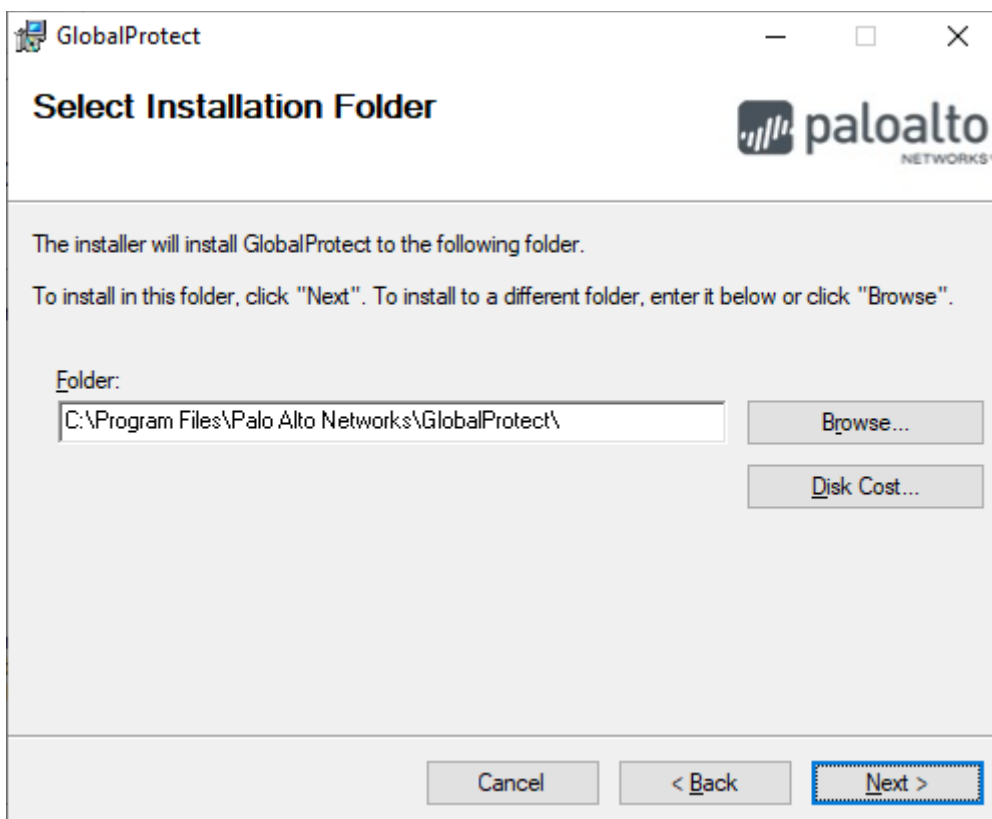 GlobalProtect
Select Installation Folder
paloalto
NETWORKS
The installer will install GlobalProtect to the following folder.
To install in this folder, click "Next". To install to a different folder, enter it below or click "Browse".
Folder:
C:\Program Files\Palo Alto Networks\GlobalProtect\
Browse...
Disk Cost...
Cancel
< Back
Next >